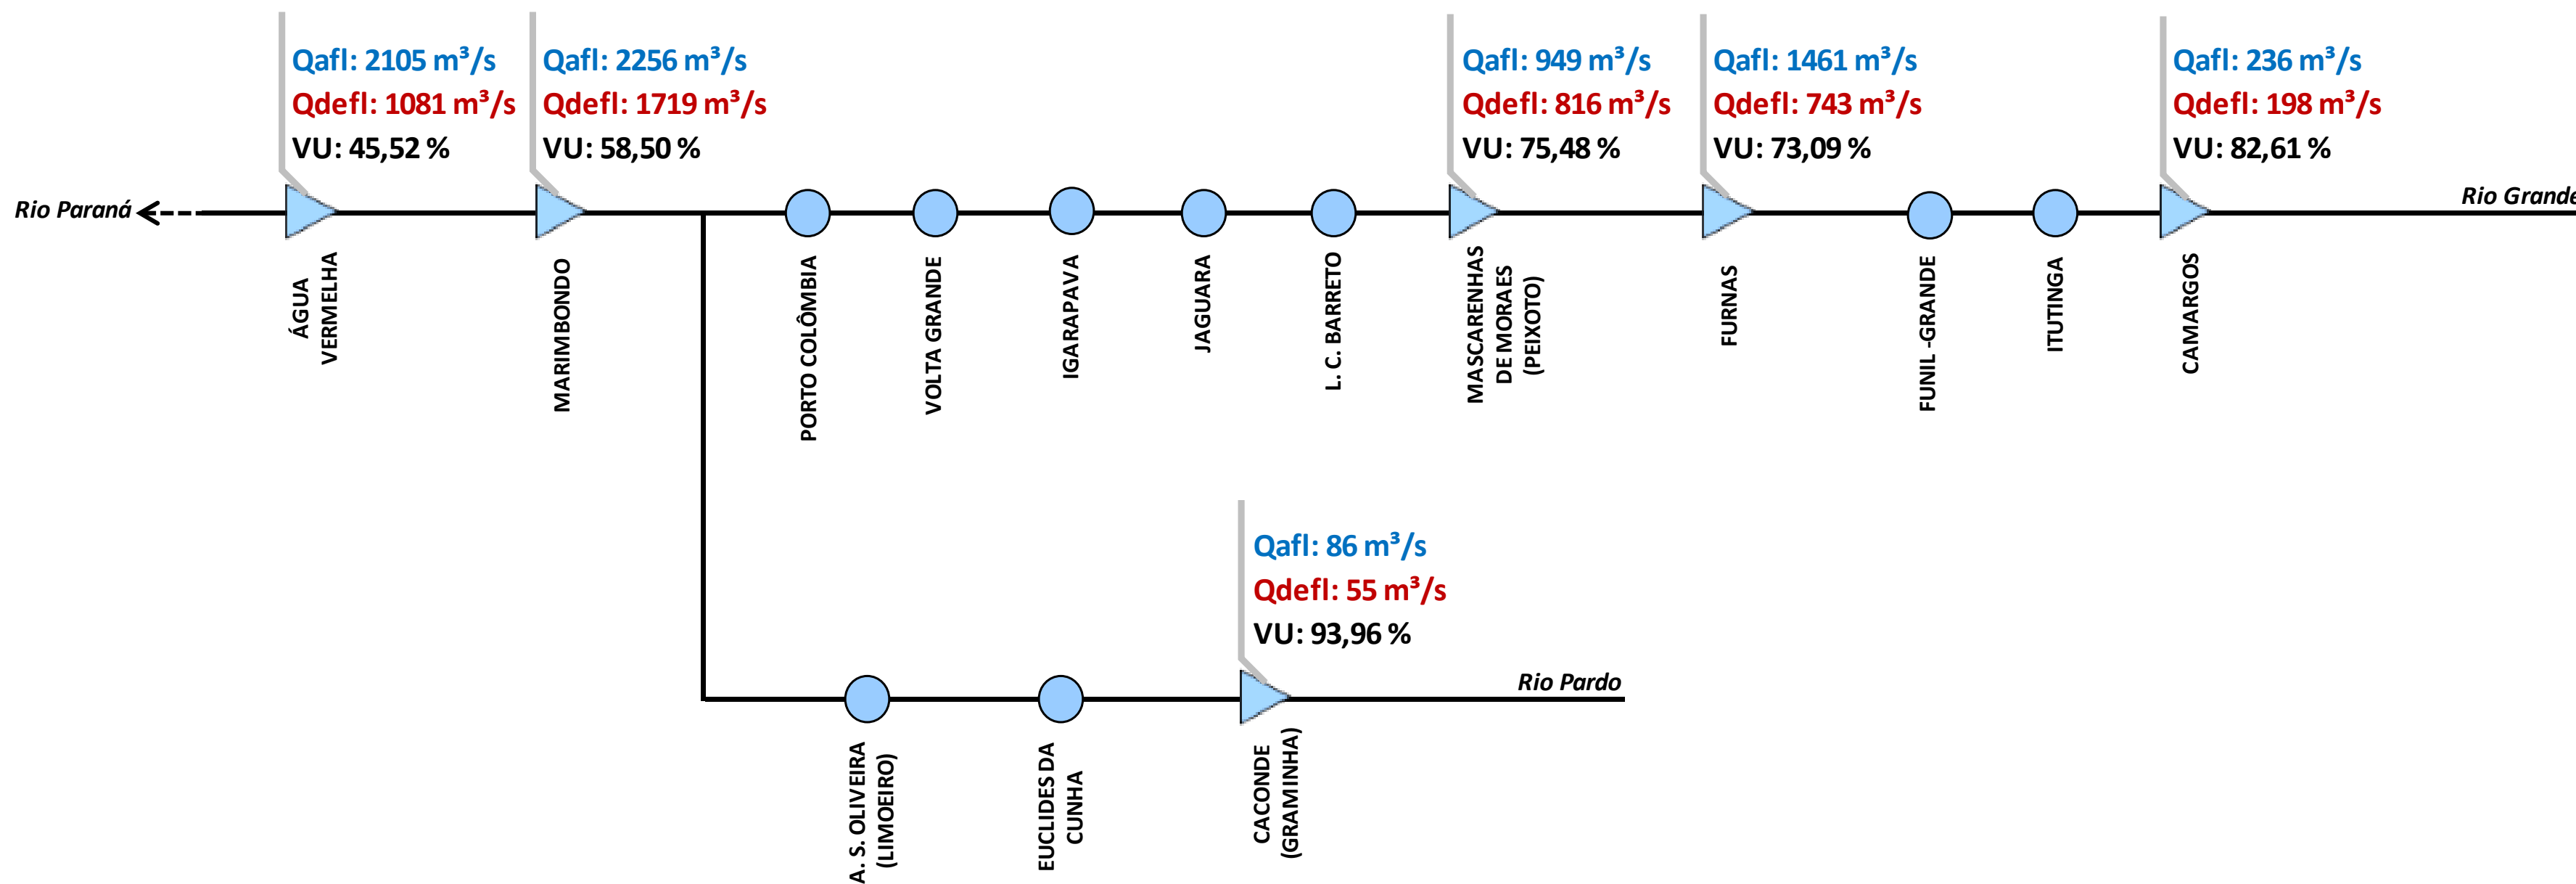 Qafl: 2105 m³/s
Qdefl: 1081 m³/s
VU: 45,52 %
Qafl: 2256 m³/s
Qdefl: 1719 m³/s
VU: 58,50 %
Qafl: 949 m³/s
Qdefl: 816 m³/s
VU: 75,48 %
Qafl: 1461 m³/s
Qdefl: 743 m³/s
VU: 73,09 %
Qafl: 236 m³/s
Qdefl: 198 m³/s
VU: 82,61 %
Rio Paraná
Rio Grande
ÁGUA
VERMELHA
MARIMBONDO
PORTO COLÔMBIA
VOLTA GRANDE
IGARAPAVA
JAGUARA
L. C. BARRETO
MASCARENHAS
DE MORAES
(PEIXOTO)
FURNAS
FUNIL -GRANDE
ITUTINGA
CAMARGOS
Qafl: 86 m³/s
Qdefl: 55 m³/s
VU: 93,96 %
Rio Pardo
A. S. OLIVEIRA
(LIMOEIRO)
EUCLIDES DA
CUNHA
CACONDE
(GRAMINHA)